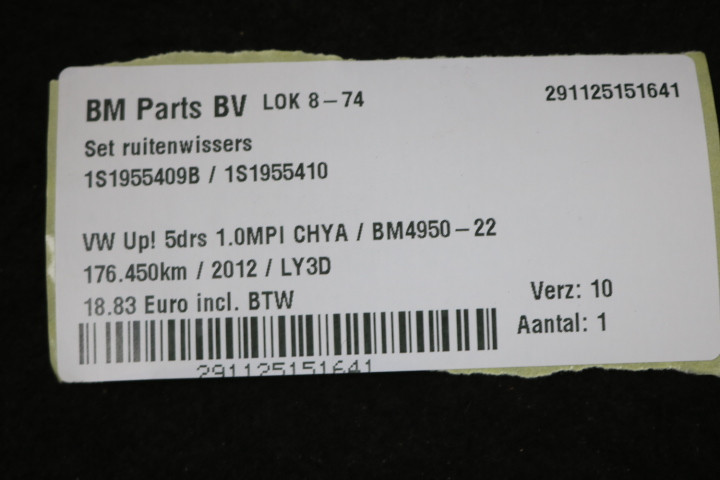 BM Parts BV LOK 8-74 291125151641
Set ruitenwissers
1S1955409B / 1S1955410
VW Up! 5drs 1.0MPI CHYA / BM4950-22
176.450km / 2012 / LY3D
18.83 Euro incl. BTW
Verz: 10
Aantal: 1
291125151641